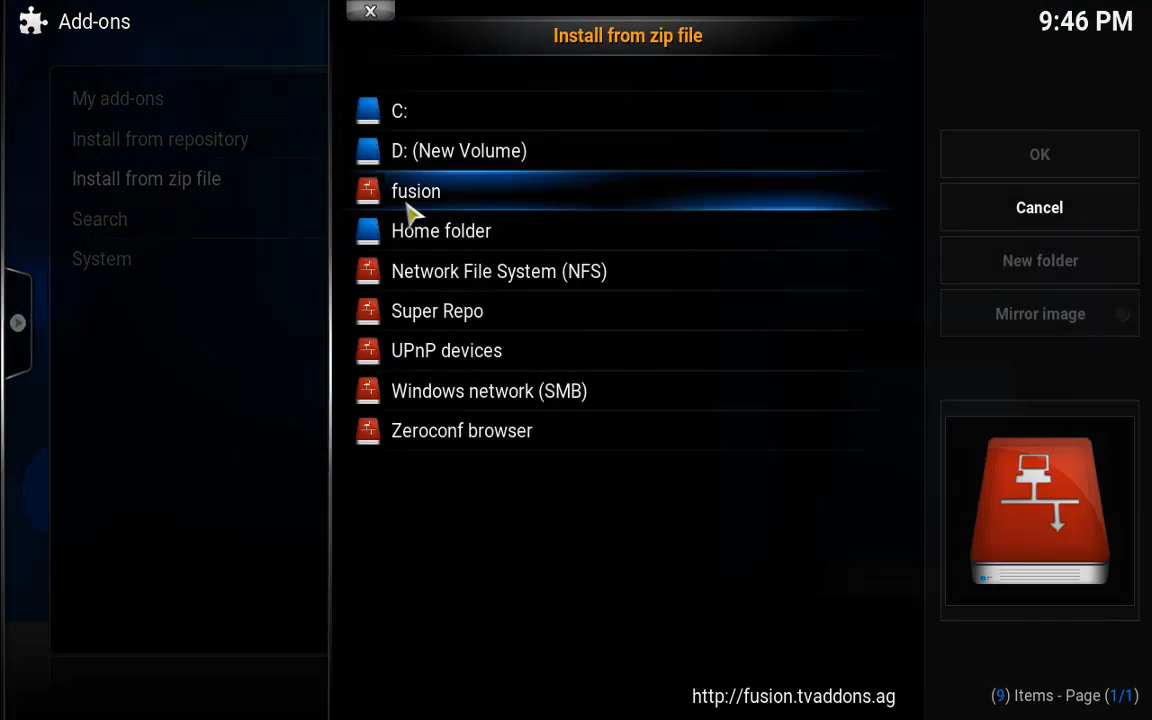 Add-ons
9:46 PM
My add-ons
Install from repository
Install from zip file
Search
System
Install from zip file
C:
D: (New Volume)
fusion
Home folder
Network File System (NFS)
Super Repo
UPnP devices
Windows network (SMB)
Zeroconf browser
OK
Cancel
New folder
Mirror image
http://fusion.tvaddons.ag
(9) Items - Page (1/1)